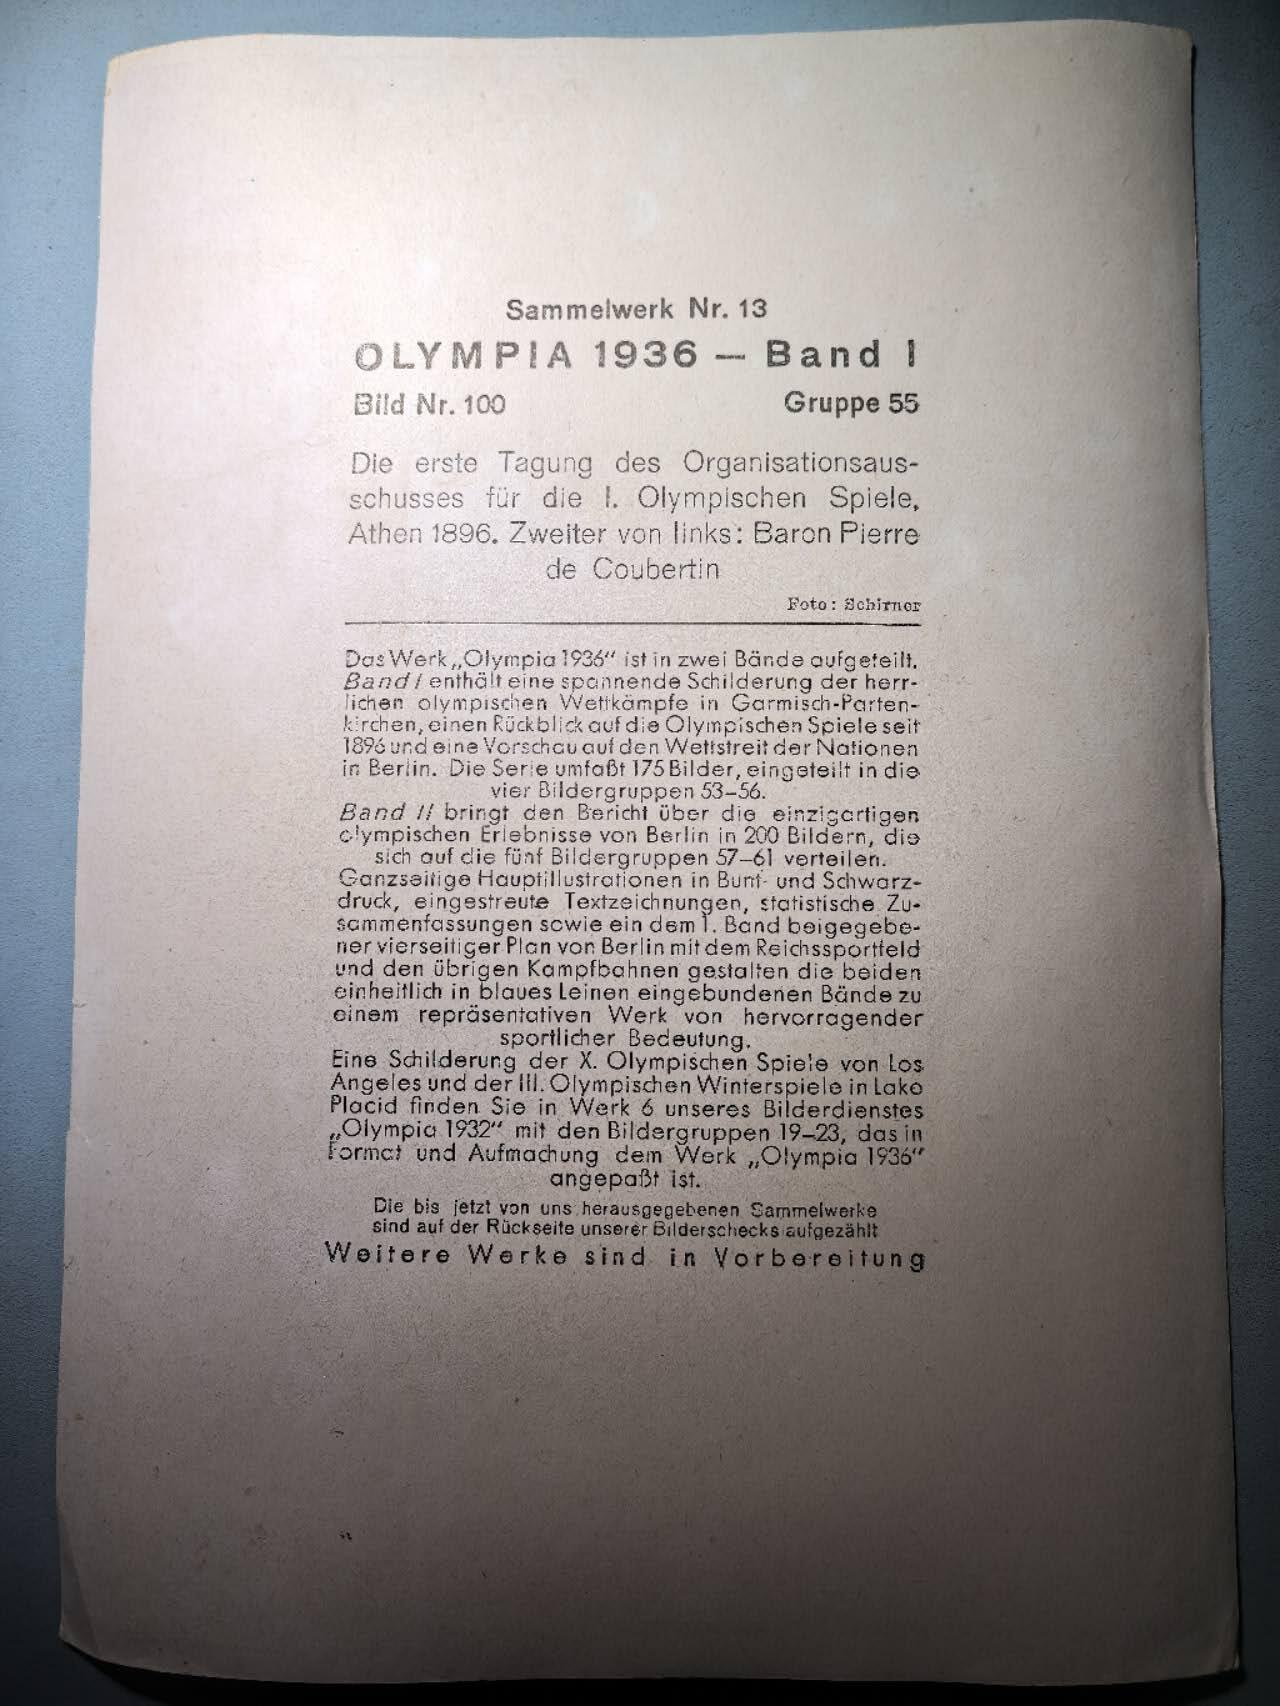 Sammelwerk Nr. 13
OLYMPIA 1936 — Band I
Bild Nr. 100 Gruppe 55
Die erste Tagung des Organisationsaus-
schusses für die I. Olympischen Spiele,
Athen 1896. Zweiter von links: Baron Pierre
de Coubertin
Foto: Schirner
Das Werk „Olympia 1936“ ist in zwei Bände aufgeteilt.
Band I enthält eine spannende Schilderung der herr-
lichen olympischen Wettkämpfe in Garmisch-Parten-
kirchen, einen Rückblick auf die Olympischen Spiele seit
1896 und eine Vorschau auf den Wettstreit der Nationen
in Berlin. Die Serie umfaßt 175 Bilder, eingeteilt in die
vier Bildergruppen 53–56.
Band II bringt den Bericht über die einzigartigen
olympischen Erlebnisse von Berlin in 200 Bildern, die
sich auf die fünf Bildergruppen 57–61 verteilen.
Ganzseitige Hauptillustrationen in Bunt- und Schwarz-
druck, eingestreute Textzeichnungen, statistische Zu-
sammenfassungen sowie ein dem 1. Band beigegebe-
ner vierseitiger Plan von Berlin mit dem Reichssportfeld
und den übrigen Kampfbahnen gestalten die beiden
einheitlich in blaues Leinen eingebundenen Bände zu
einem repräsentativen Werk von hervorragender
sportlicher Bedeutung.
Eine Schilderung der X. Olympischen Spiele von Los
Angeles und der III. Olympischen Winterspiele in Lake
Placid finden Sie in Werk 6 unseres Bilderdienstes
„Olympia 1932“ mit den Bildergruppen 19–23, das in
Format und Aufmachung dem Werk „Olympia 1936“
angepaßt ist.
Die bis jetzt von uns herausgegebenen Sammelwerke
sind auf der Rückseite unserer Bilderschecks aufgezählt
Weitere Werke sind in Vorbereitung